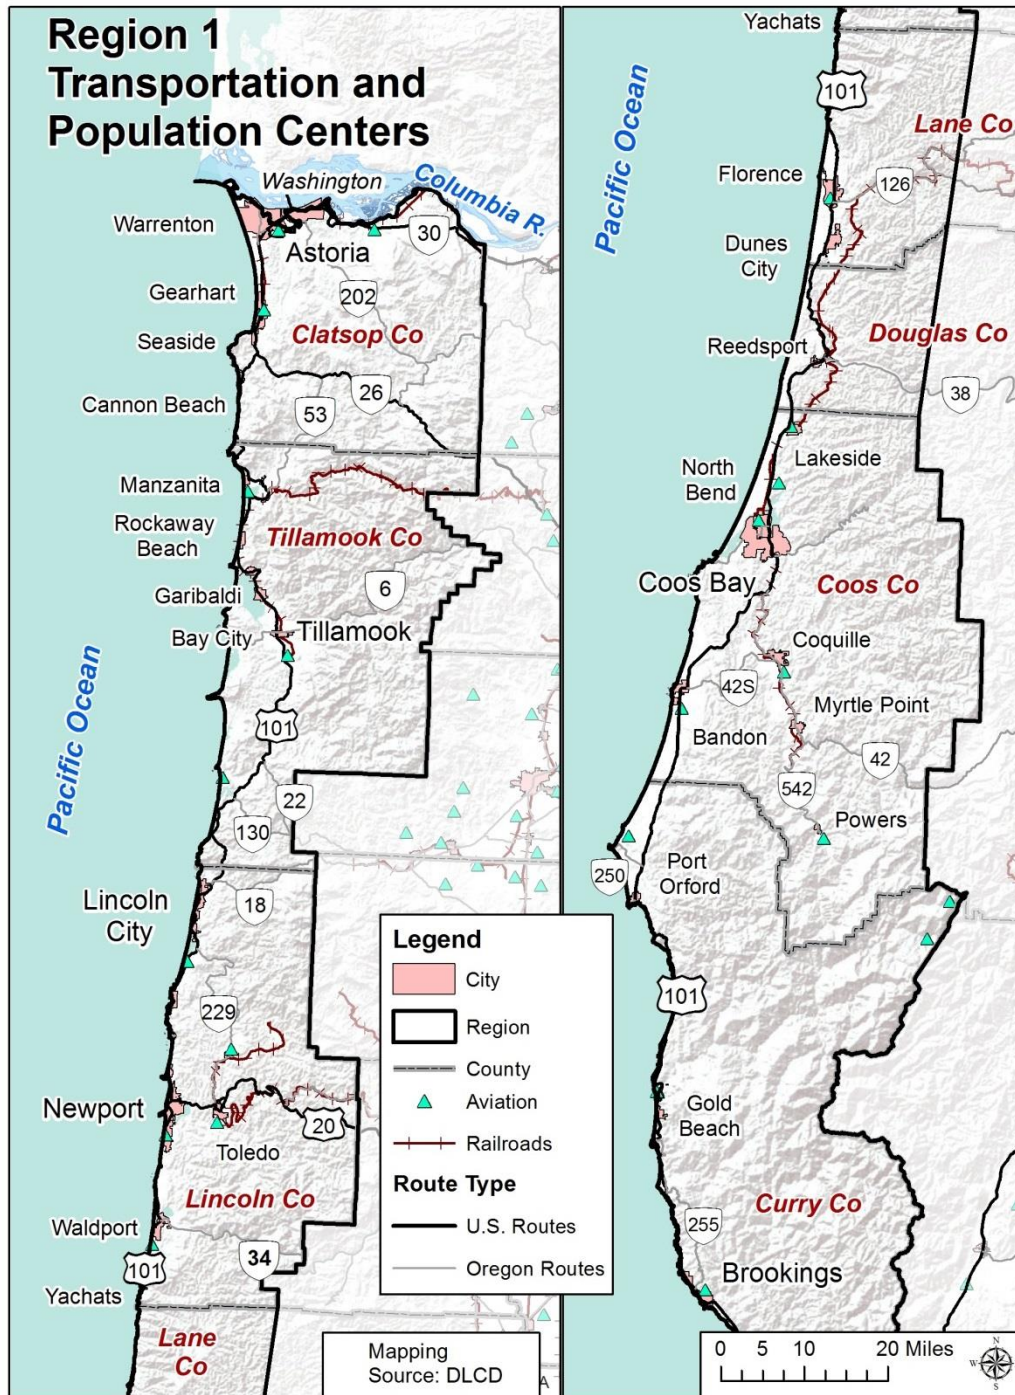 Region 1
Transportation and
Population Centers
Washington
Columbia R.
Warrenton
Astoria
30
Gearhart
202
Seaside
Clatsop Co
Cannon Beach
26
53
Manzanita
Rockaway
Beach
Tillamook Co
Garibaldi
6
Bay City
Tillamook
Pacific Ocean
101
22
130
Lincoln
City
18
229
Newport
20
Toledo
Lincoln Co
Waldport
34
101
Yachats
Lane
Co
Legend
City
Region
County
Aviation
Railroads
Route Type
U.S. Routes
Oregon Routes
Mapping
Source: DLCD
A
Yachats
101
Pacific Ocean
Lane Co
Florence
126
Dunes
City
Reedsport
Douglas Co
38
Lakeside
North
Bend
Coos Bay
Coos Co
Coquille
42S
Myrtle Point
Bandon
42
542
Powers
250
Port
Orford
101
Gold
Beach
Curry Co
255
Brookings
0 5 10 20 Miles
N
W E
S